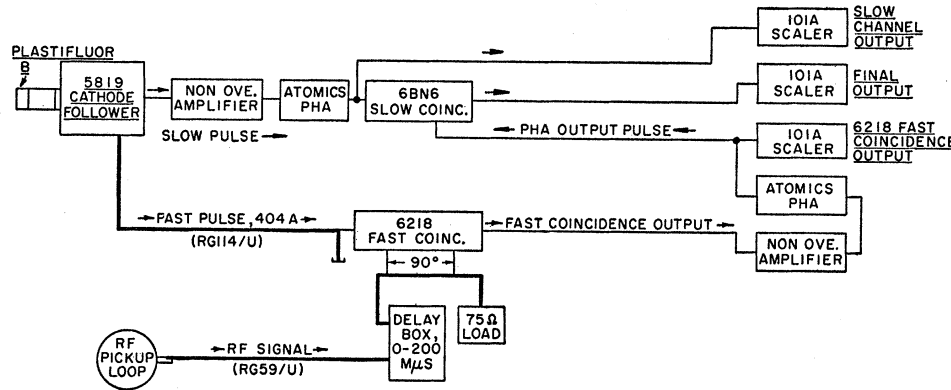 PLASTIFLUOR
B
5819
CATHODE
FOLLOWER
NON OVE.
AMPLIFIER
ATOMICS
PHA
6BN6
SLOW COINC.
SLOW PULSE
101A
SCALER
SLOW
CHANNEL
OUTPUT
101A
SCALER
FINAL
OUTPUT
PHA OUTPUT PULSE
101A
SCALER
6218 FAST
COINCIDENCE
OUTPUT
ATOMICS
PHA
NON OVE.
AMPLIFIER
FAST PULSE, 404 A
(RG114/U)
6218
FAST COINC.
FAST COINCIDENCE OUTPUT
90°
DELAY
BOX,
0-200
MμS
75Ω
LOAD
RF
PICKUP
LOOP
RF SIGNAL
(RG59/U)